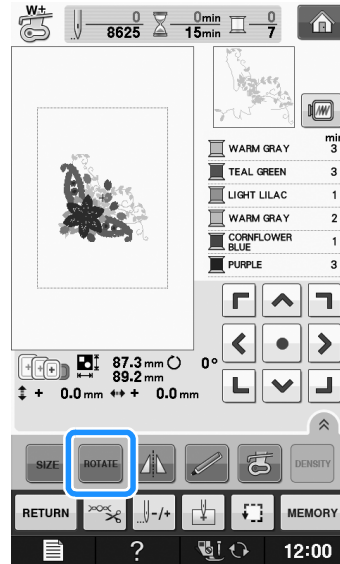 W+
0 0min 0
8625 15min 7
min
WARM GRAY 3
TEAL GREEN 3
LIGHT LILAC 1
WARM GRAY 2
CORNFLOWER
BLUE 1
PURPLE 3
87.3 mm 0°
89.2 mm
+ 0.0 mm + 0.0 mm
SIZE ROTATE DENSITY
RETURN -/+ MEMORY
? 12:00